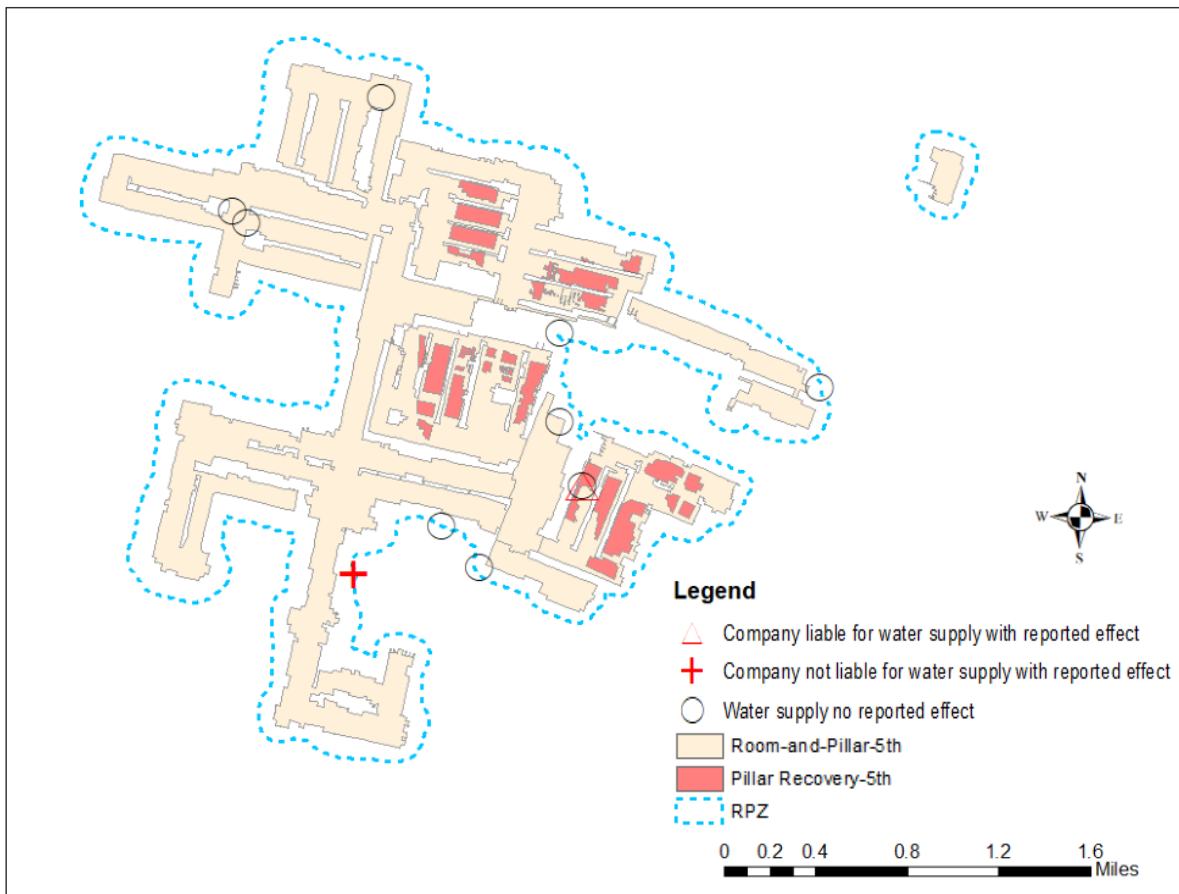 N
W E
S
Legend
Company liable for water supply with reported effect
Company not liable for water supply with reported effect
Water supply no reported effect
Room-and-Pillar-5th
Pillar Recovery-5th
RPZ
0 0.2 0.4 0.8 1.2 1.6
Miles